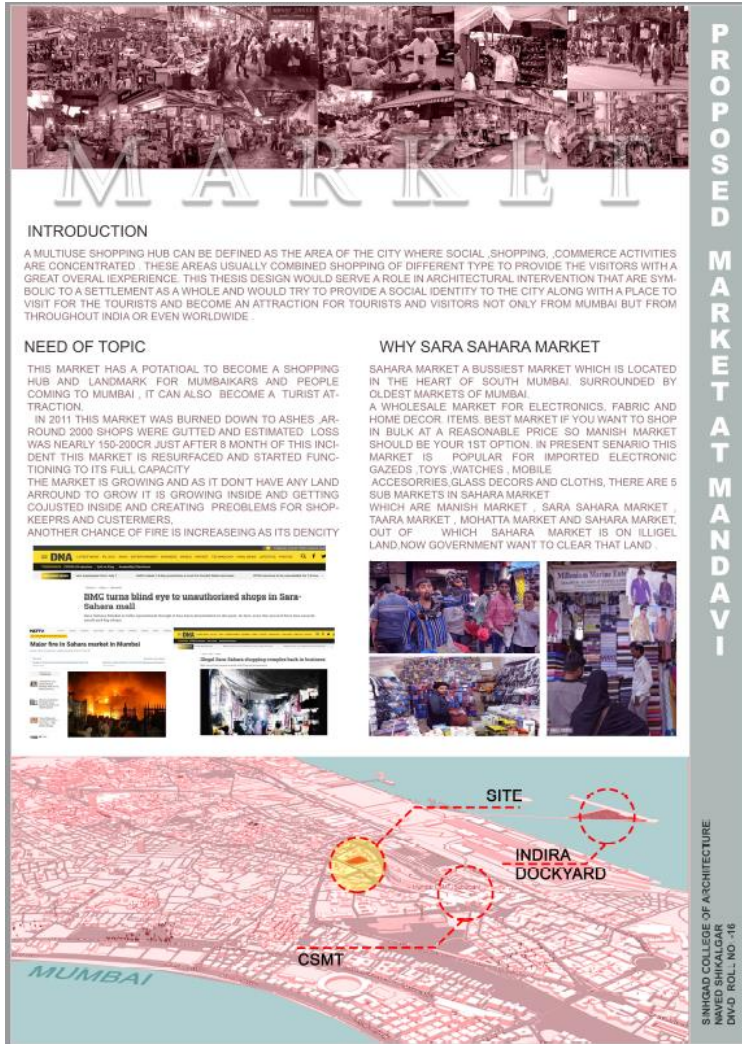 MARKET
INTRODUCTION
A MULTIUSE SHOPPING HUB CAN BE DEFINED AS THE AREA OF THE CITY WHERE SOCIAL ,SHOPPING, ,COMMERCE ACTIVITIES
ARE CONCENTRATED . THESE AREAS USUALLY COMBINED SHOPPING OF DIFFERENT TYPE TO PROVIDE THE VISITORS WITH A
GREAT OVERAL IEXPERIENCE. THIS THESIS DESIGN WOULD SERVE A ROLE IN ARCHITECTURAL INTERVENTION THAT ARE SYM-
BOLIC TO A SETTLEMENT AS A WHOLE AND WOULD TRY TO PROVIDE A SOCIAL IDENTITY TO THE CITY ALONG WITH A PLACE TO
VISIT FOR THE TOURISTS AND BECOME AN ATTRACTION FOR TOURISTS AND VISITORS NOT ONLY FROM MUMBAI BUT FROM
THROUGHOUT INDIA OR EVEN WORLDWIDE .
NEED OF TOPIC
THIS MARKET HAS A POTATIOAL TO BECOME A SHOPPING
HUB AND LANDMARK FOR MUMBAIKARS AND PEOPLE
COMING TO MUMBAI , IT CAN ALSO BECOME A TURIST AT-
TRACTION.
IN 2011 THIS MARKET WAS BURNED DOWN TO ASHES ,AR-
ROUND 2000 SHOPS WERE GUTTED AND ESTIMATED LOSS
WAS NEARLY 150-200CR JUST AFTER 8 MONTH OF THIS INCI-
DENT THIS MARKET IS RESURFACED AND STARTED FUNC-
TIONING TO ITS FULL CAPACITY
THE MARKET IS GROWING AND AS IT DON'T HAVE ANY LAND
ARROUND TO GROW IT IS GROWING INSIDE AND GETTING
COJUSTED INSIDE AND CREATING PREOBLEMS FOR SHOP-
KEEPRS AND CUSTERMERS,
ANOTHER CHANCE OF FIRE IS INCREASEING AS ITS DENCITY
WHY SARA SAHARA MARKET
SAHARA MARKET A BUSSIEST MARKET WHICH IS LOCATED
IN THE HEART OF SOUTH MUMBAI. SURROUNDED BY
OLDEST MARKETS OF MUMBAI.
A WHOLESALE MARKET FOR ELECTRONICS, FABRIC AND
HOME DECOR. ITEMS. BEST MARKET IF YOU WANT TO SHOP
IN BULK AT A REASONABLE PRICE SO MANISH MARKET
SHOULD BE YOUR 1ST OPTION. IN PRESENT SENARIO THIS
MARKET IS POPULAR FOR IMPORTED ELECTRONIC
GAZEDS ,TOYS ,WATCHES , MOBILE
ACCESORRIES,GLASS DECORS AND CLOTHS, THERE ARE 5
SUB MARKETS IN SAHARA MARKET
WHICH ARE MANISH MARKET , SARA SAHARA MARKET ,
TAARA MARKET , MOHATTA MARKET AND SAHARA MARKET,
OUT OF WHICH SAHARA MARKET IS ON ILLIGEL
LAND,NOW GOVERNMENT WANT TO CLEAR THAT LAND .
DNA
BMC turns blind eye to unauthorised shops in Sara-
Sahara mall
NDTV
Major fire in Sahara market in Mumbai
DNA
Illegal Sara Sahara shopping complex back in business
Millenium Marine Ente
SITE
INDIRA
DOCKYARD
CSMT
MUMBAI
PROPOSED MARKET AT MANDAVI
SINHGAD COLLEGE OF ARCHITECTURE
NAVED SHIKALGAR
DIV-D ROLL NO -16